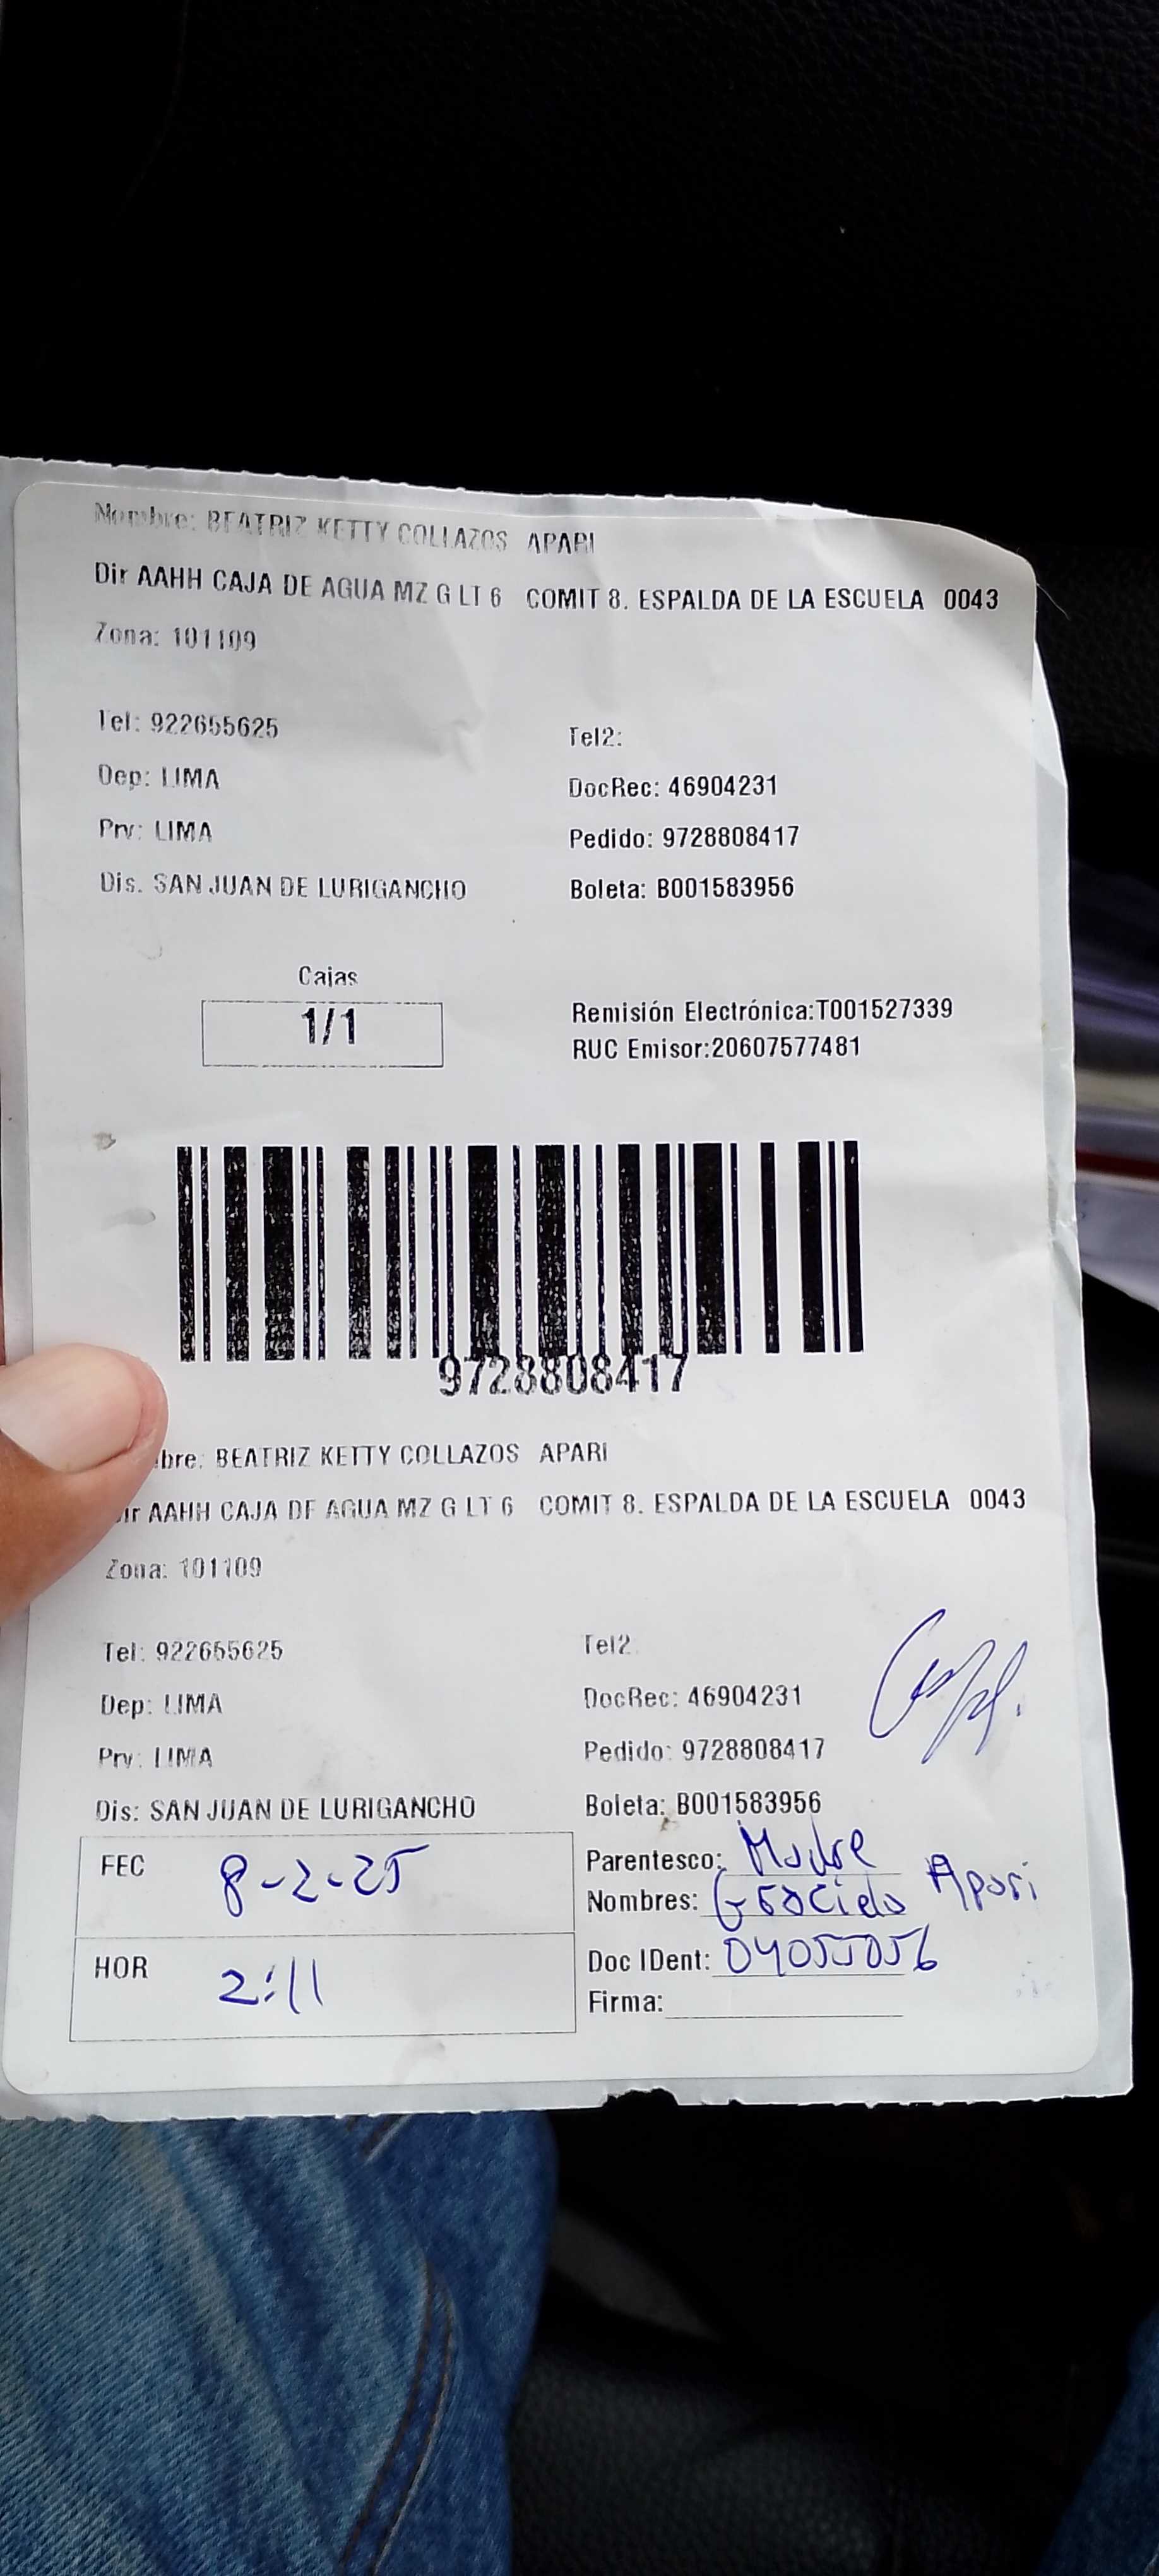 Nombre: BEATRIZ KETTY COLLAZOS APARI
Dir AAHH CAJA DE AGUA MZ G LT 6 COMIT 8. ESPALDA DE LA ESCUELA 0043
Zona: 101109
Tel: 922655625 Tel2:
Dep: LIMA DocRec: 46904231
Prv: LIMA Pedido: 9728808417
Dis. SAN JUAN DE LURIGANCHO Boleta: B001583956
Cajas
1/1
Remisión Electrónica:T001527339
RUC Emisor:20607577481
9728808417
bre: BEATRIZ KETTY COLLAZOS APARI
Dir AAHH CAJA DE AGUA MZ G LT 6 COMIT 8. ESPALDA DE LA ESCUELA 0043
Zona: 101109
Tel: 922655625 Tel2
Dep: LIMA DocRec: 46904231
Prv: LIMA Pedido: 9728808417
Dis: SAN JUAN DE LURIGANCHO Boleta: B001583956
FEC 8-2-25 Parentesco: Madre
Nombres: Graciela Apari
HOR 2:11 Doc IDent: 04055056
Firma: